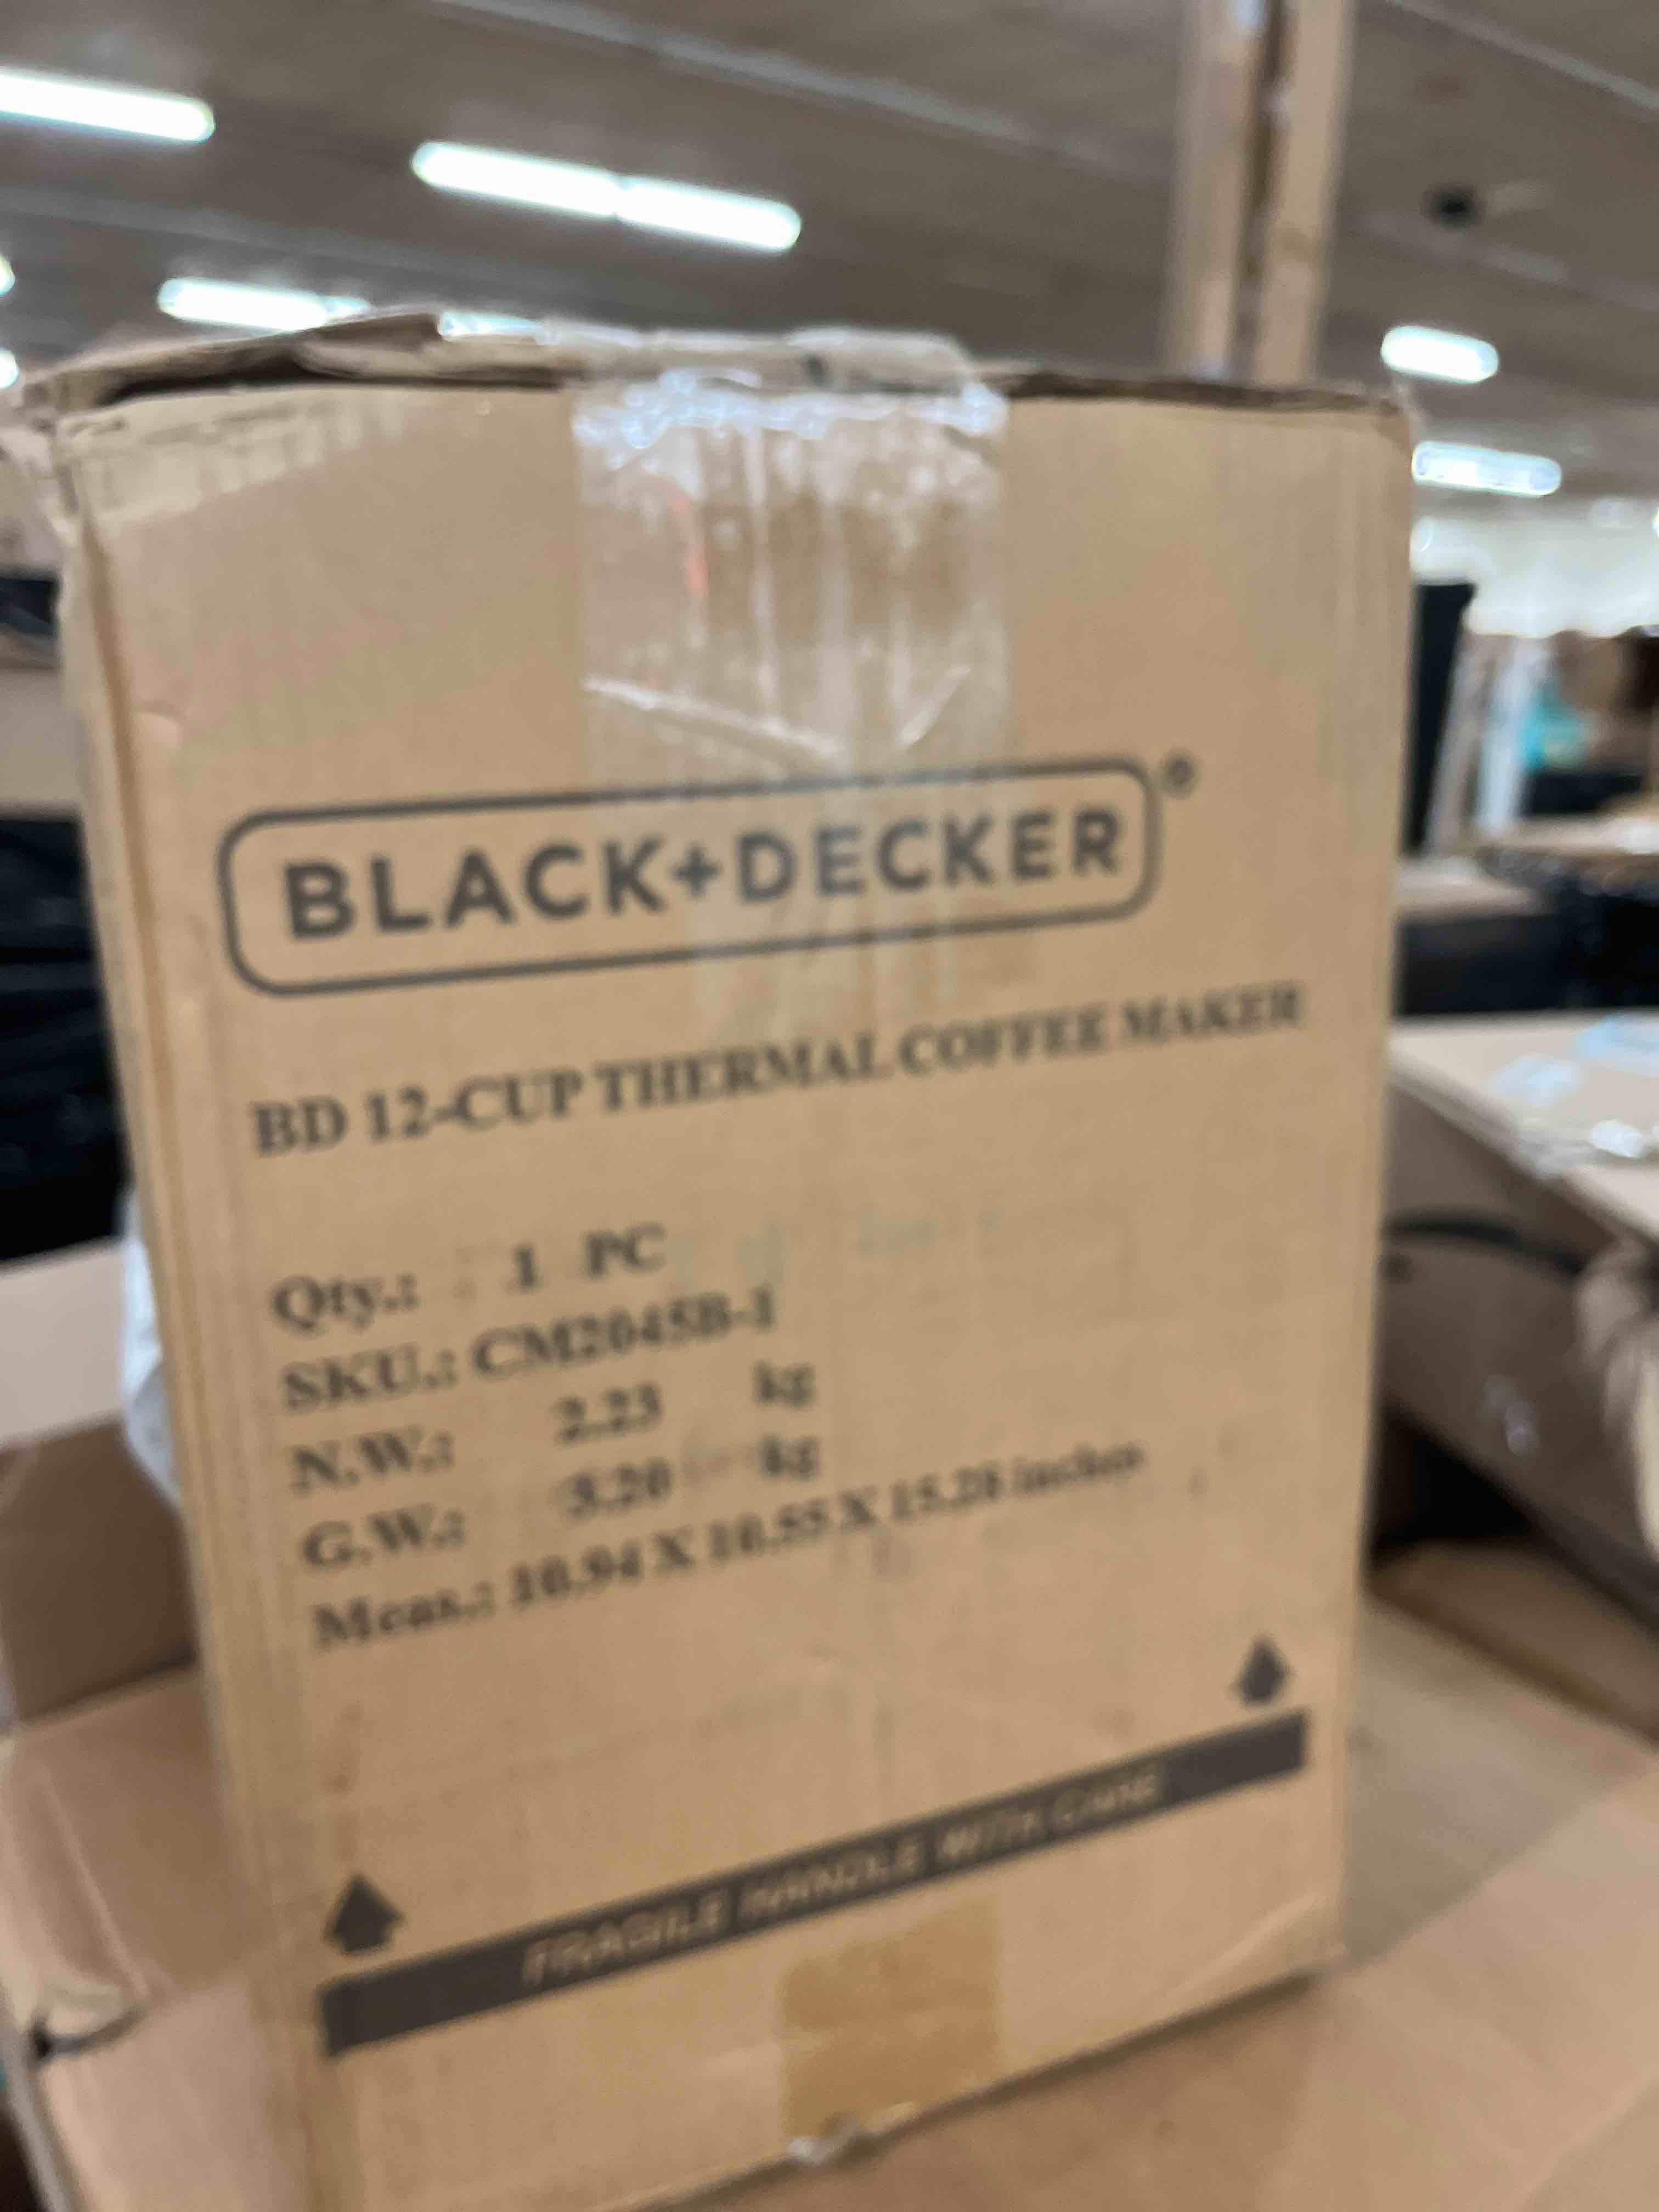 BLACK+DECKER®
BD 12-CUP THERMAL COFFEE MAKER
Qty.: 1 PC
SKU.: CM2045B-1
N.W.: 2.23 kg
G.W.: 3.20 kg
Meas.: 10.94 X 10.55 X 15.28 inches
FRAGILE HANDLE WITH CARE